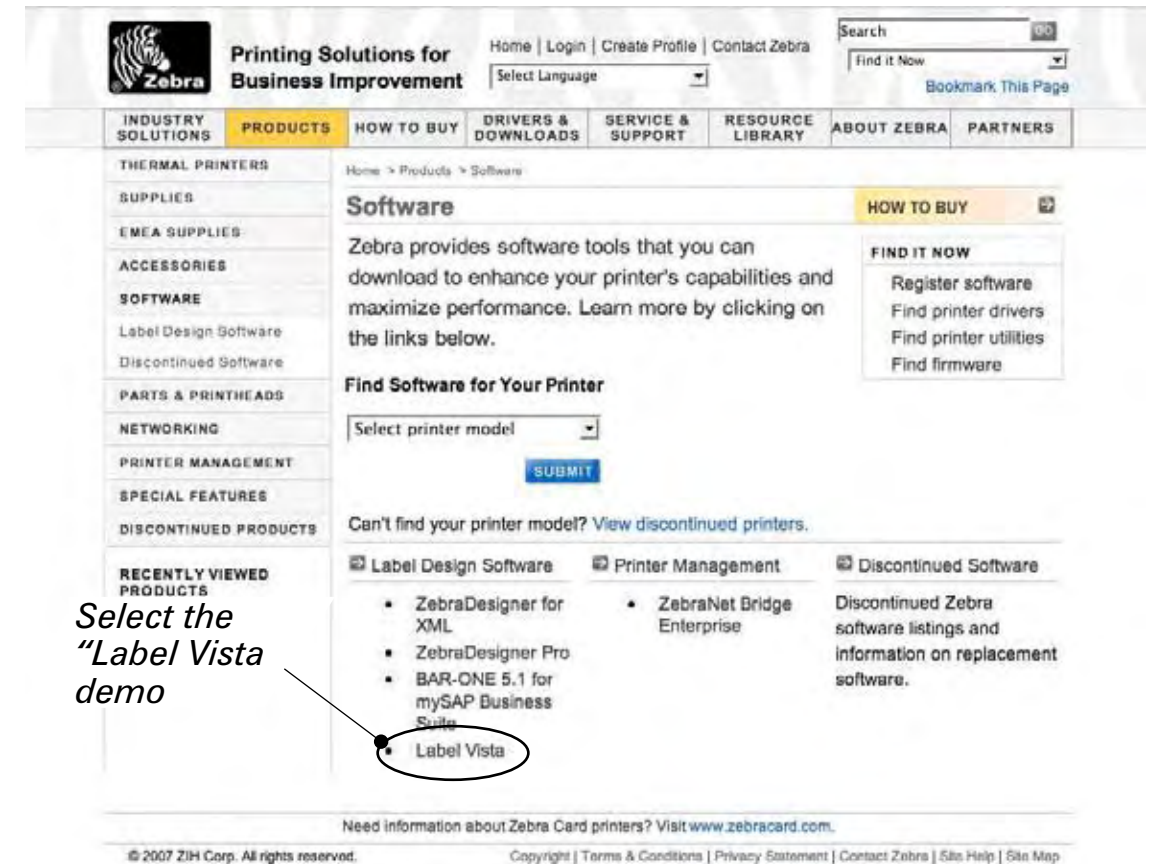 Zebra
Printing Solutions for
Business Improvement
Home | Login | Create Profile | Contact Zebra
Select Language
Search
GO
Find it Now
Bookmark This Page
INDUSTRY SOLUTIONS
PRODUCTS
HOW TO BUY
DRIVERS & DOWNLOADS
SERVICE & SUPPORT
RESOURCE LIBRARY
ABOUT ZEBRA
PARTNERS
THERMAL PRINTERS
SUPPLIES
EMEA SUPPLIES
ACCESSORIES
SOFTWARE
Label Design Software
Discontinued Software
PARTS & PRINTHEADS
NETWORKING
PRINTER MANAGEMENT
SPECIAL FEATURES
DISCONTINUED PRODUCTS
RECENTLY VIEWED
PRODUCTS
Select the
“Label Vista
demo
Home > Products > Software
Software
Zebra provides software tools that you can
download to enhance your printer's capabilities and
maximize performance. Learn more by clicking on
the links below.
HOW TO BUY
FIND IT NOW
Register software
Find printer drivers
Find printer utilities
Find firmware
Find Software for Your Printer
Select printer model
SUBMIT
Can't find your printer model? View discontinued printers.
Label Design Software
• ZebraDesigner for
XML
• ZebraDesigner Pro
• BAR-ONE 5.1 for
mySAP Business
Suite
• Label Vista
Printer Management
• ZebraNet Bridge
Enterprise
Discontinued Software
Discontinued Zebra
software listings and
information on replacement
software.
Need information about Zebra Card printers? Visit www.zebracard.com.
© 2007 ZIH Corp. All rights reserved.
Copyright | Terms & Conditions | Privacy Statement | Contact Zebra | Site Help | Site Map